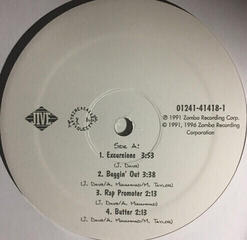 JIVE
01241-41418-1
℗ 1991 Zomba Recording Corp.
© 1991, 1996 Zomba Recording
Corporation
SIDE A:
1. Excursions 3:53
(J. DAVIS)
2. Buggin' Out 3:38
(J. DAVIS/A. MUHAMMAD/M. TAYLOR)
3. Rap Promoter 2:13
(J. DAVIS/A. MUHAMMAD)
4. Butter 2:13
(J. DAVIS/A. MUHAMMAD/M. TAYLOR)